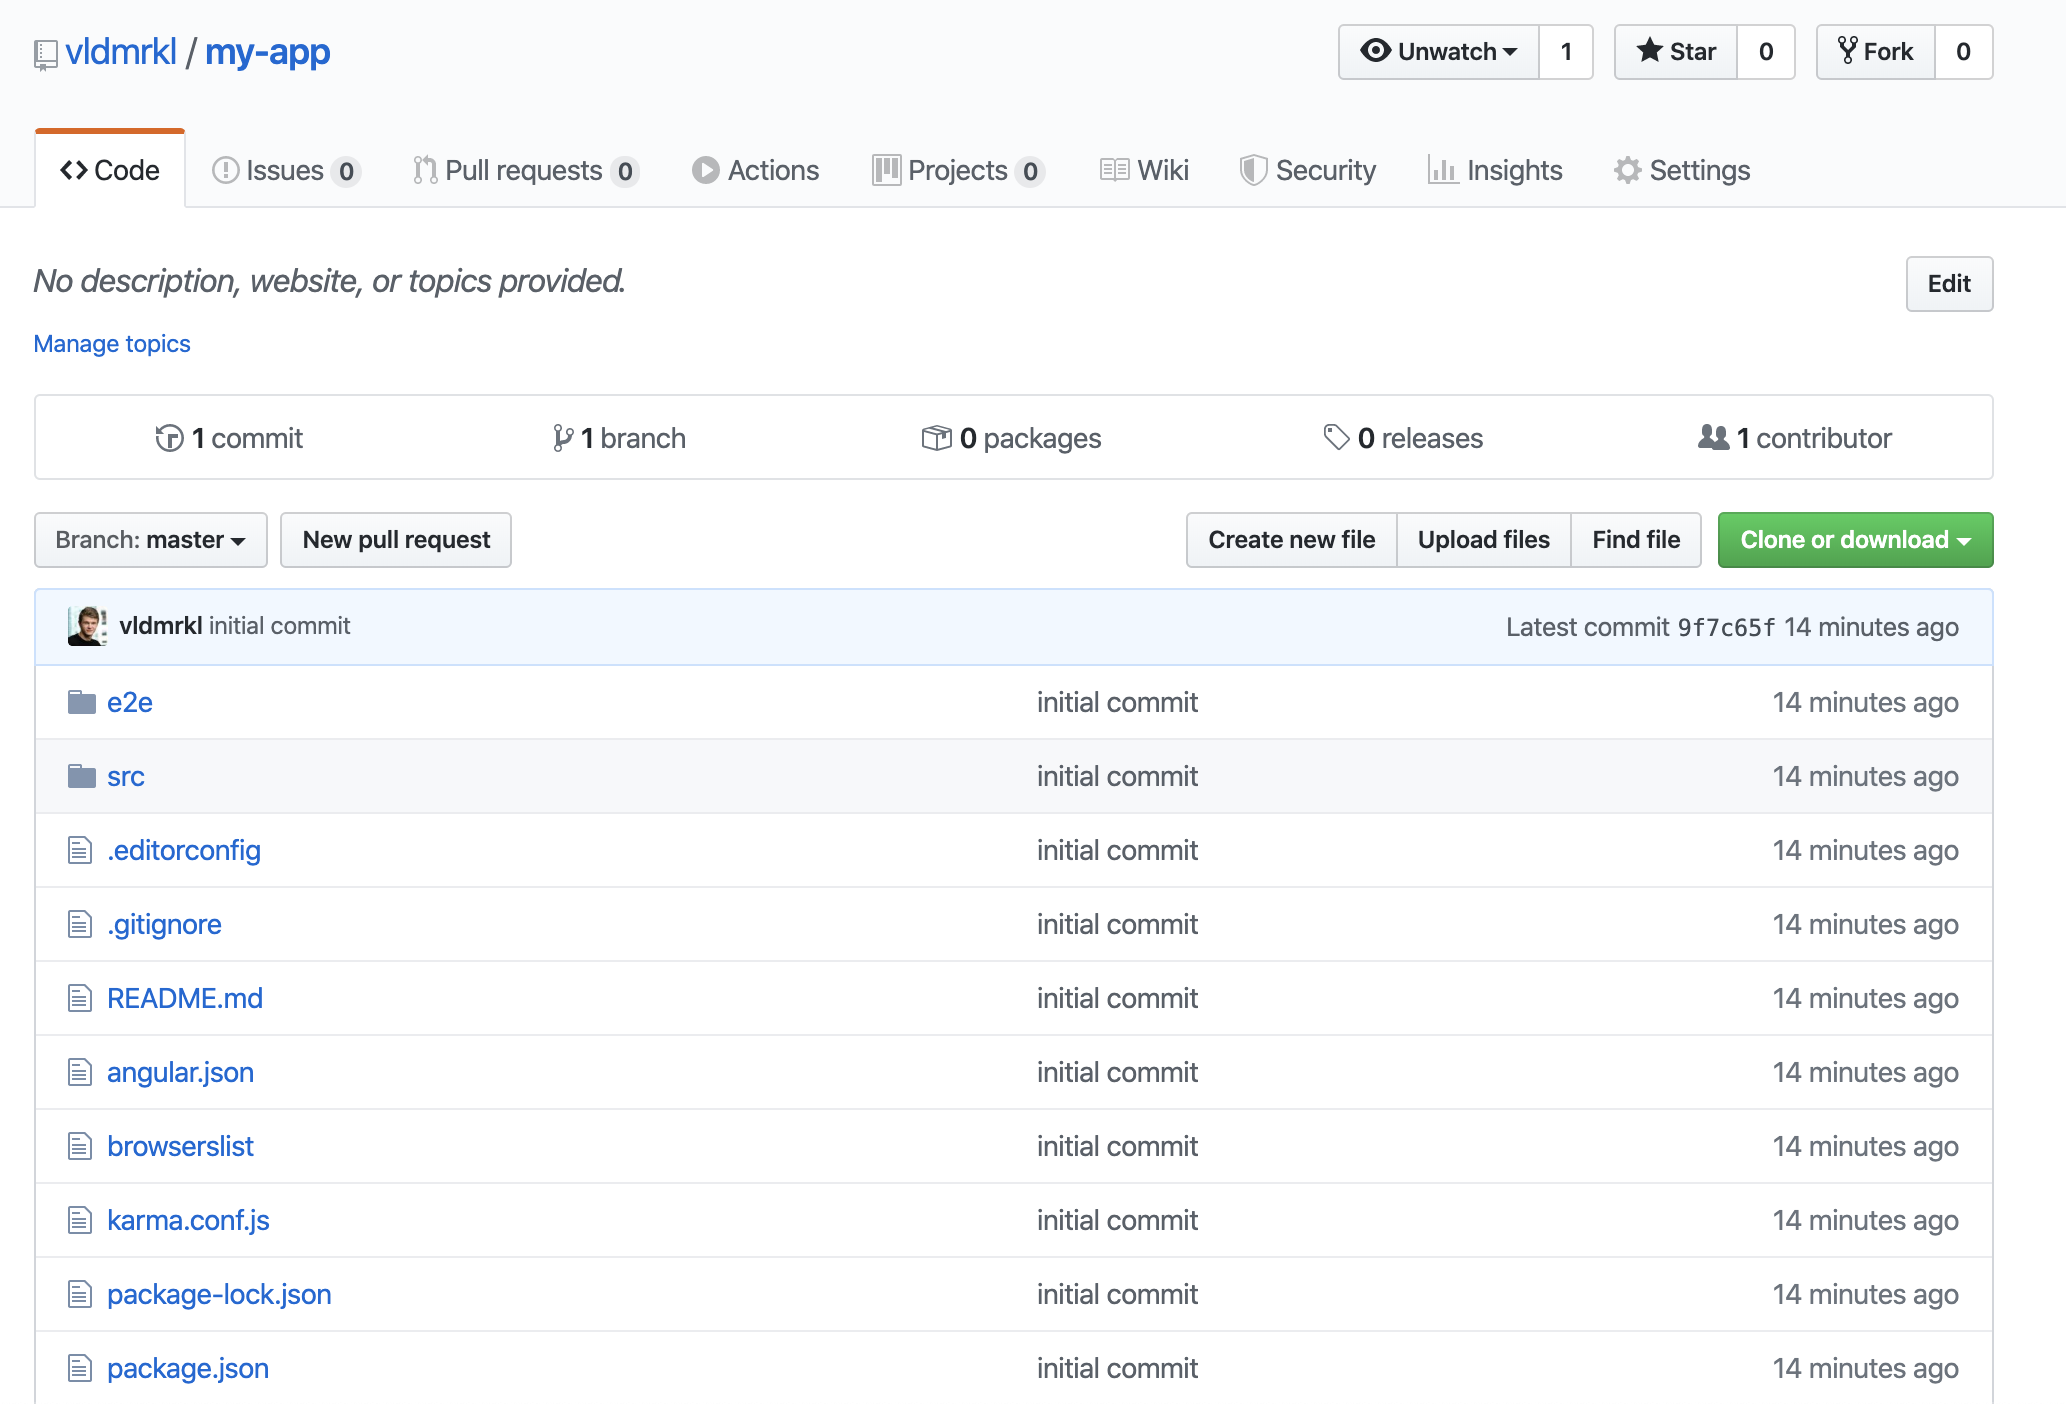 vldmrkl / my-app
Unwatch 1 Star 0 Fork 0
Code Issues 0 Pull requests 0 Actions Projects 0 Wiki Security Insights Settings
No description, website, or topics provided. Edit
Manage topics
1 commit 1 branch 0 packages 0 releases 1 contributor
Branch: master New pull request Create new file Upload files Find file Clone or download
vldmrkl initial commit Latest commit 9f7c65f 14 minutes ago
e2e initial commit 14 minutes ago
src initial commit 14 minutes ago
.editorconfig initial commit 14 minutes ago
.gitignore initial commit 14 minutes ago
README.md initial commit 14 minutes ago
angular.json initial commit 14 minutes ago
browserslist initial commit 14 minutes ago
karma.conf.js initial commit 14 minutes ago
package-lock.json initial commit 14 minutes ago
package.json initial commit 14 minutes ago